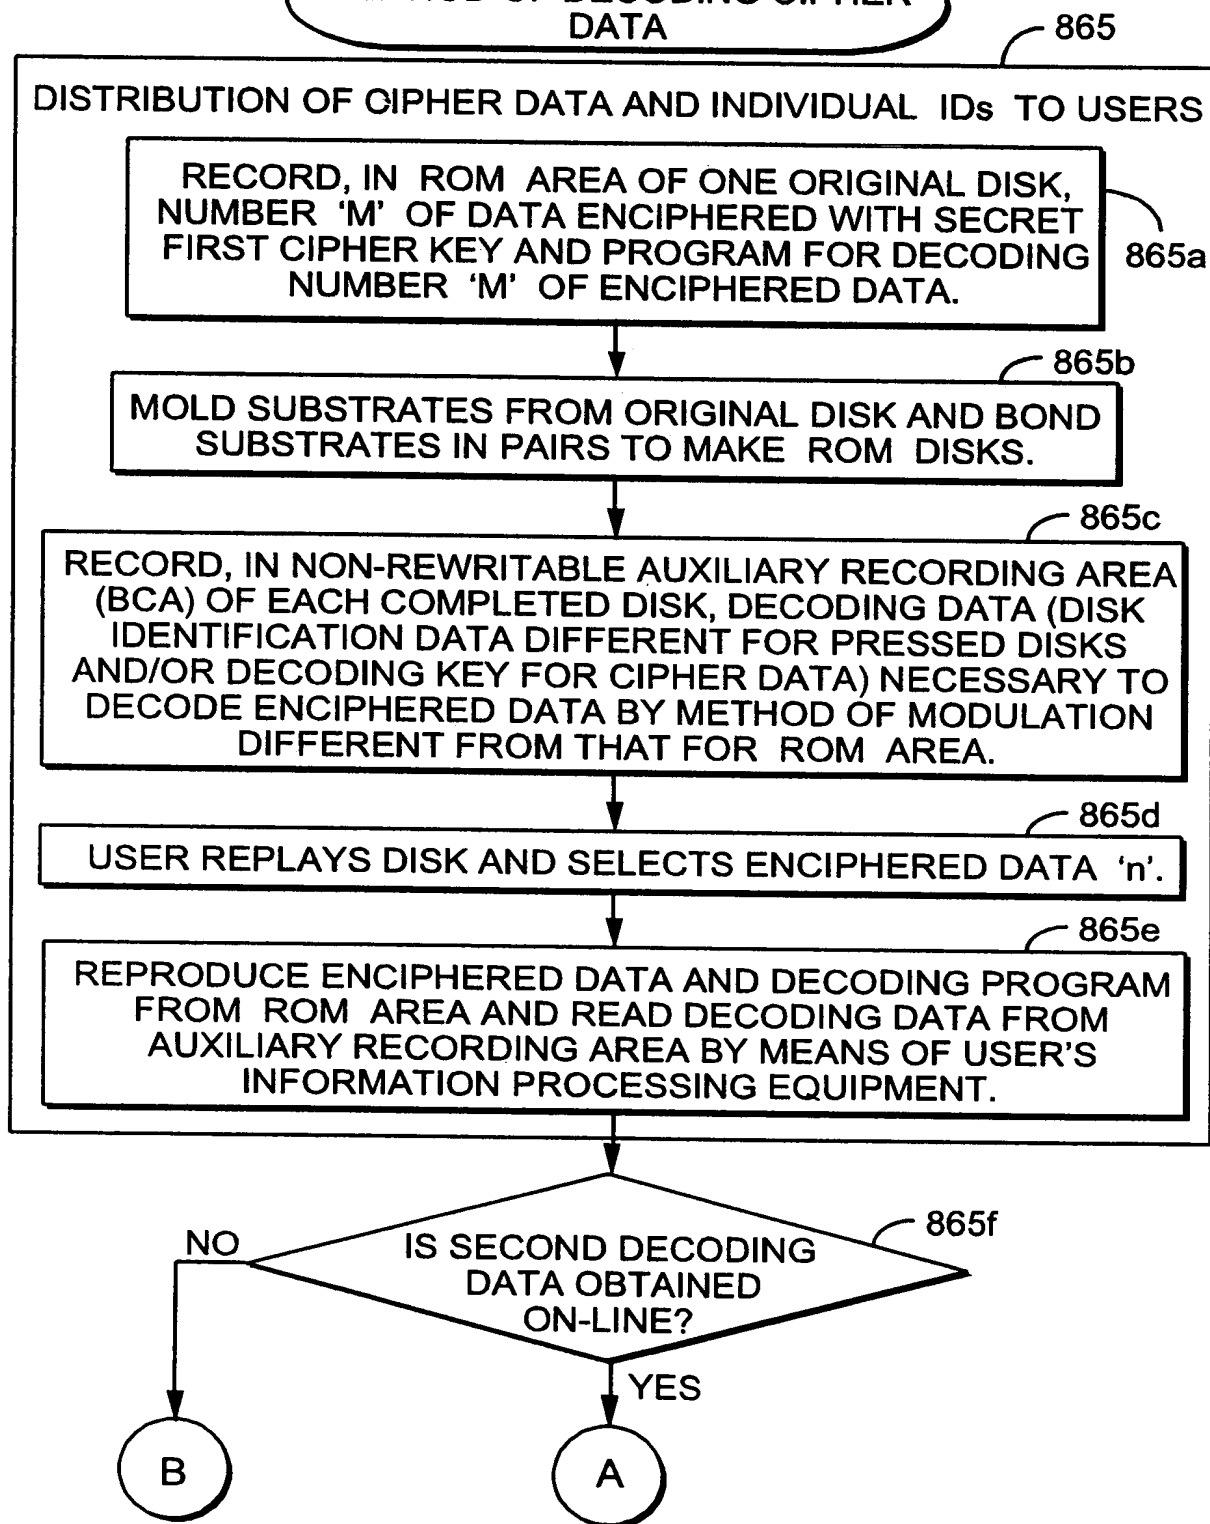 OF DECODING CIPHER
DATA
865
DISTRIBUTION OF CIPHER DATA AND INDIVIDUAL IDs TO USERS
RECORD, IN ROM AREA OF ONE ORIGINAL DISK,
NUMBER 'M' OF DATA ENCIPHERED WITH SECRET
FIRST CIPHER KEY AND PROGRAM FOR DECODING
NUMBER 'M' OF ENCIPHERED DATA.
865a
865b
MOLD SUBSTRATES FROM ORIGINAL DISK AND BOND
SUBSTRATES IN PAIRS TO MAKE ROM DISKS.
865c
RECORD, IN NON-REWRITABLE AUXILIARY RECORDING AREA
(BCA) OF EACH COMPLETED DISK, DECODING DATA (DISK
IDENTIFICATION DATA DIFFERENT FOR PRESSED DISKS
AND/OR DECODING KEY FOR CIPHER DATA) NECESSARY TO
DECODE ENCIPHERED DATA BY METHOD OF MODULATION
DIFFERENT FROM THAT FOR ROM AREA.
865d
USER REPLAYS DISK AND SELECTS ENCIPHERED DATA 'n'.
865e
REPRODUCE ENCIPHERED DATA AND DECODING PROGRAM
FROM ROM AREA AND READ DECODING DATA FROM
AUXILIARY RECORDING AREA BY MEANS OF USER'S
INFORMATION PROCESSING EQUIPMENT.
865f
NO
IS SECOND DECODING
DATA OBTAINED
ON-LINE?
YES
B
A